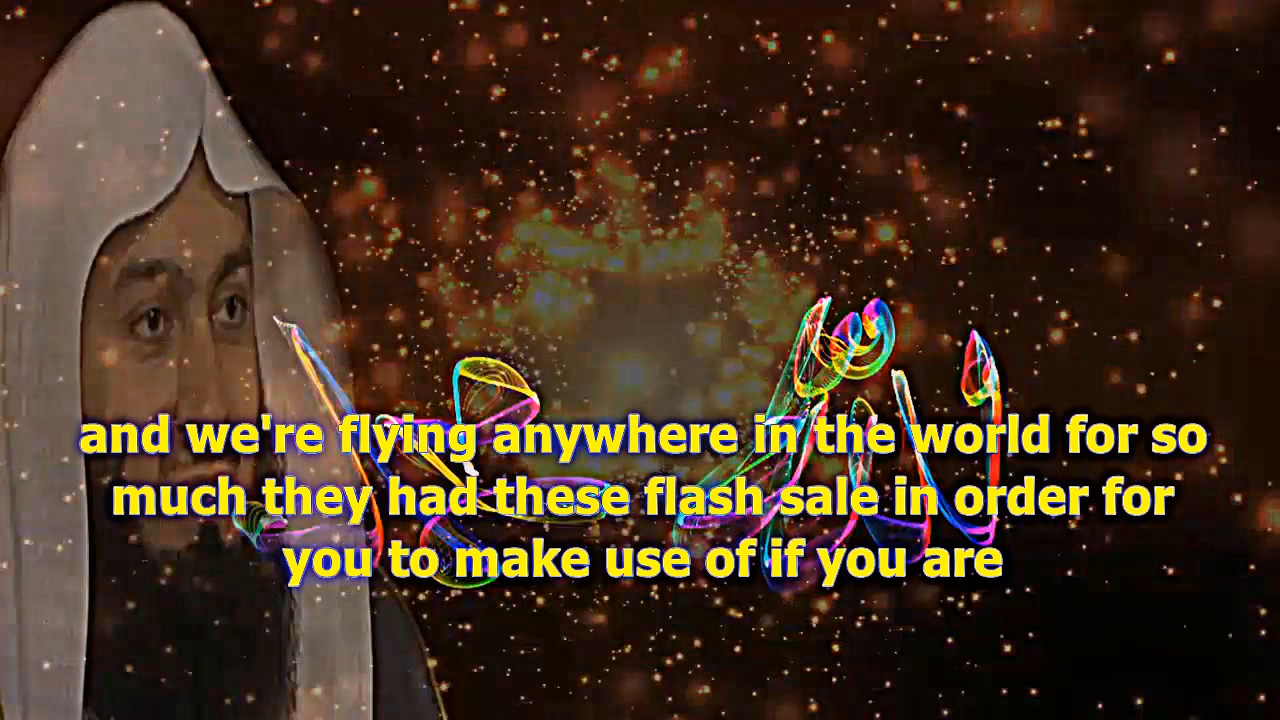 and we're flying anywhere in the world for so
much they had these flash sale in order for
you to make use of if you are